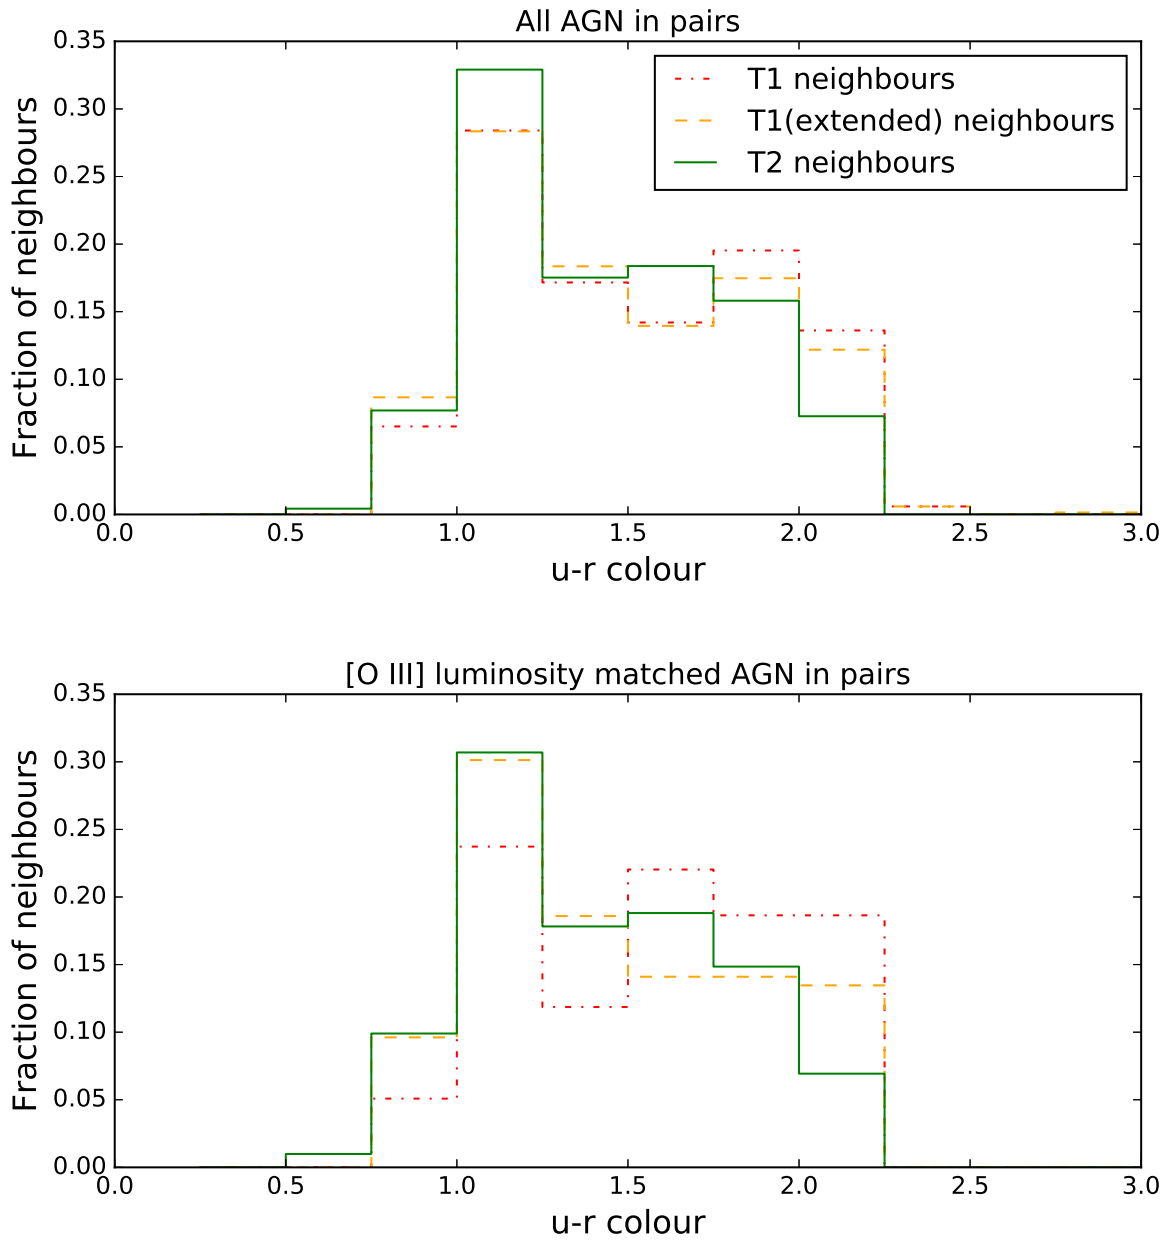 All AGN in pairs
T1 neighbours
T1(extended) neighbours
T2 neighbours
Fraction of neighbours
0.35
0.30
0.25
0.20
0.15
0.10
0.05
0.00
0.0 0.5 1.0 1.5 2.0 2.5 3.0
u-r colour
[O III] luminosity matched AGN in pairs
Fraction of neighbours
0.35
0.30
0.25
0.20
0.15
0.10
0.05
0.00
0.0 0.5 1.0 1.5 2.0 2.5 3.0
u-r colour